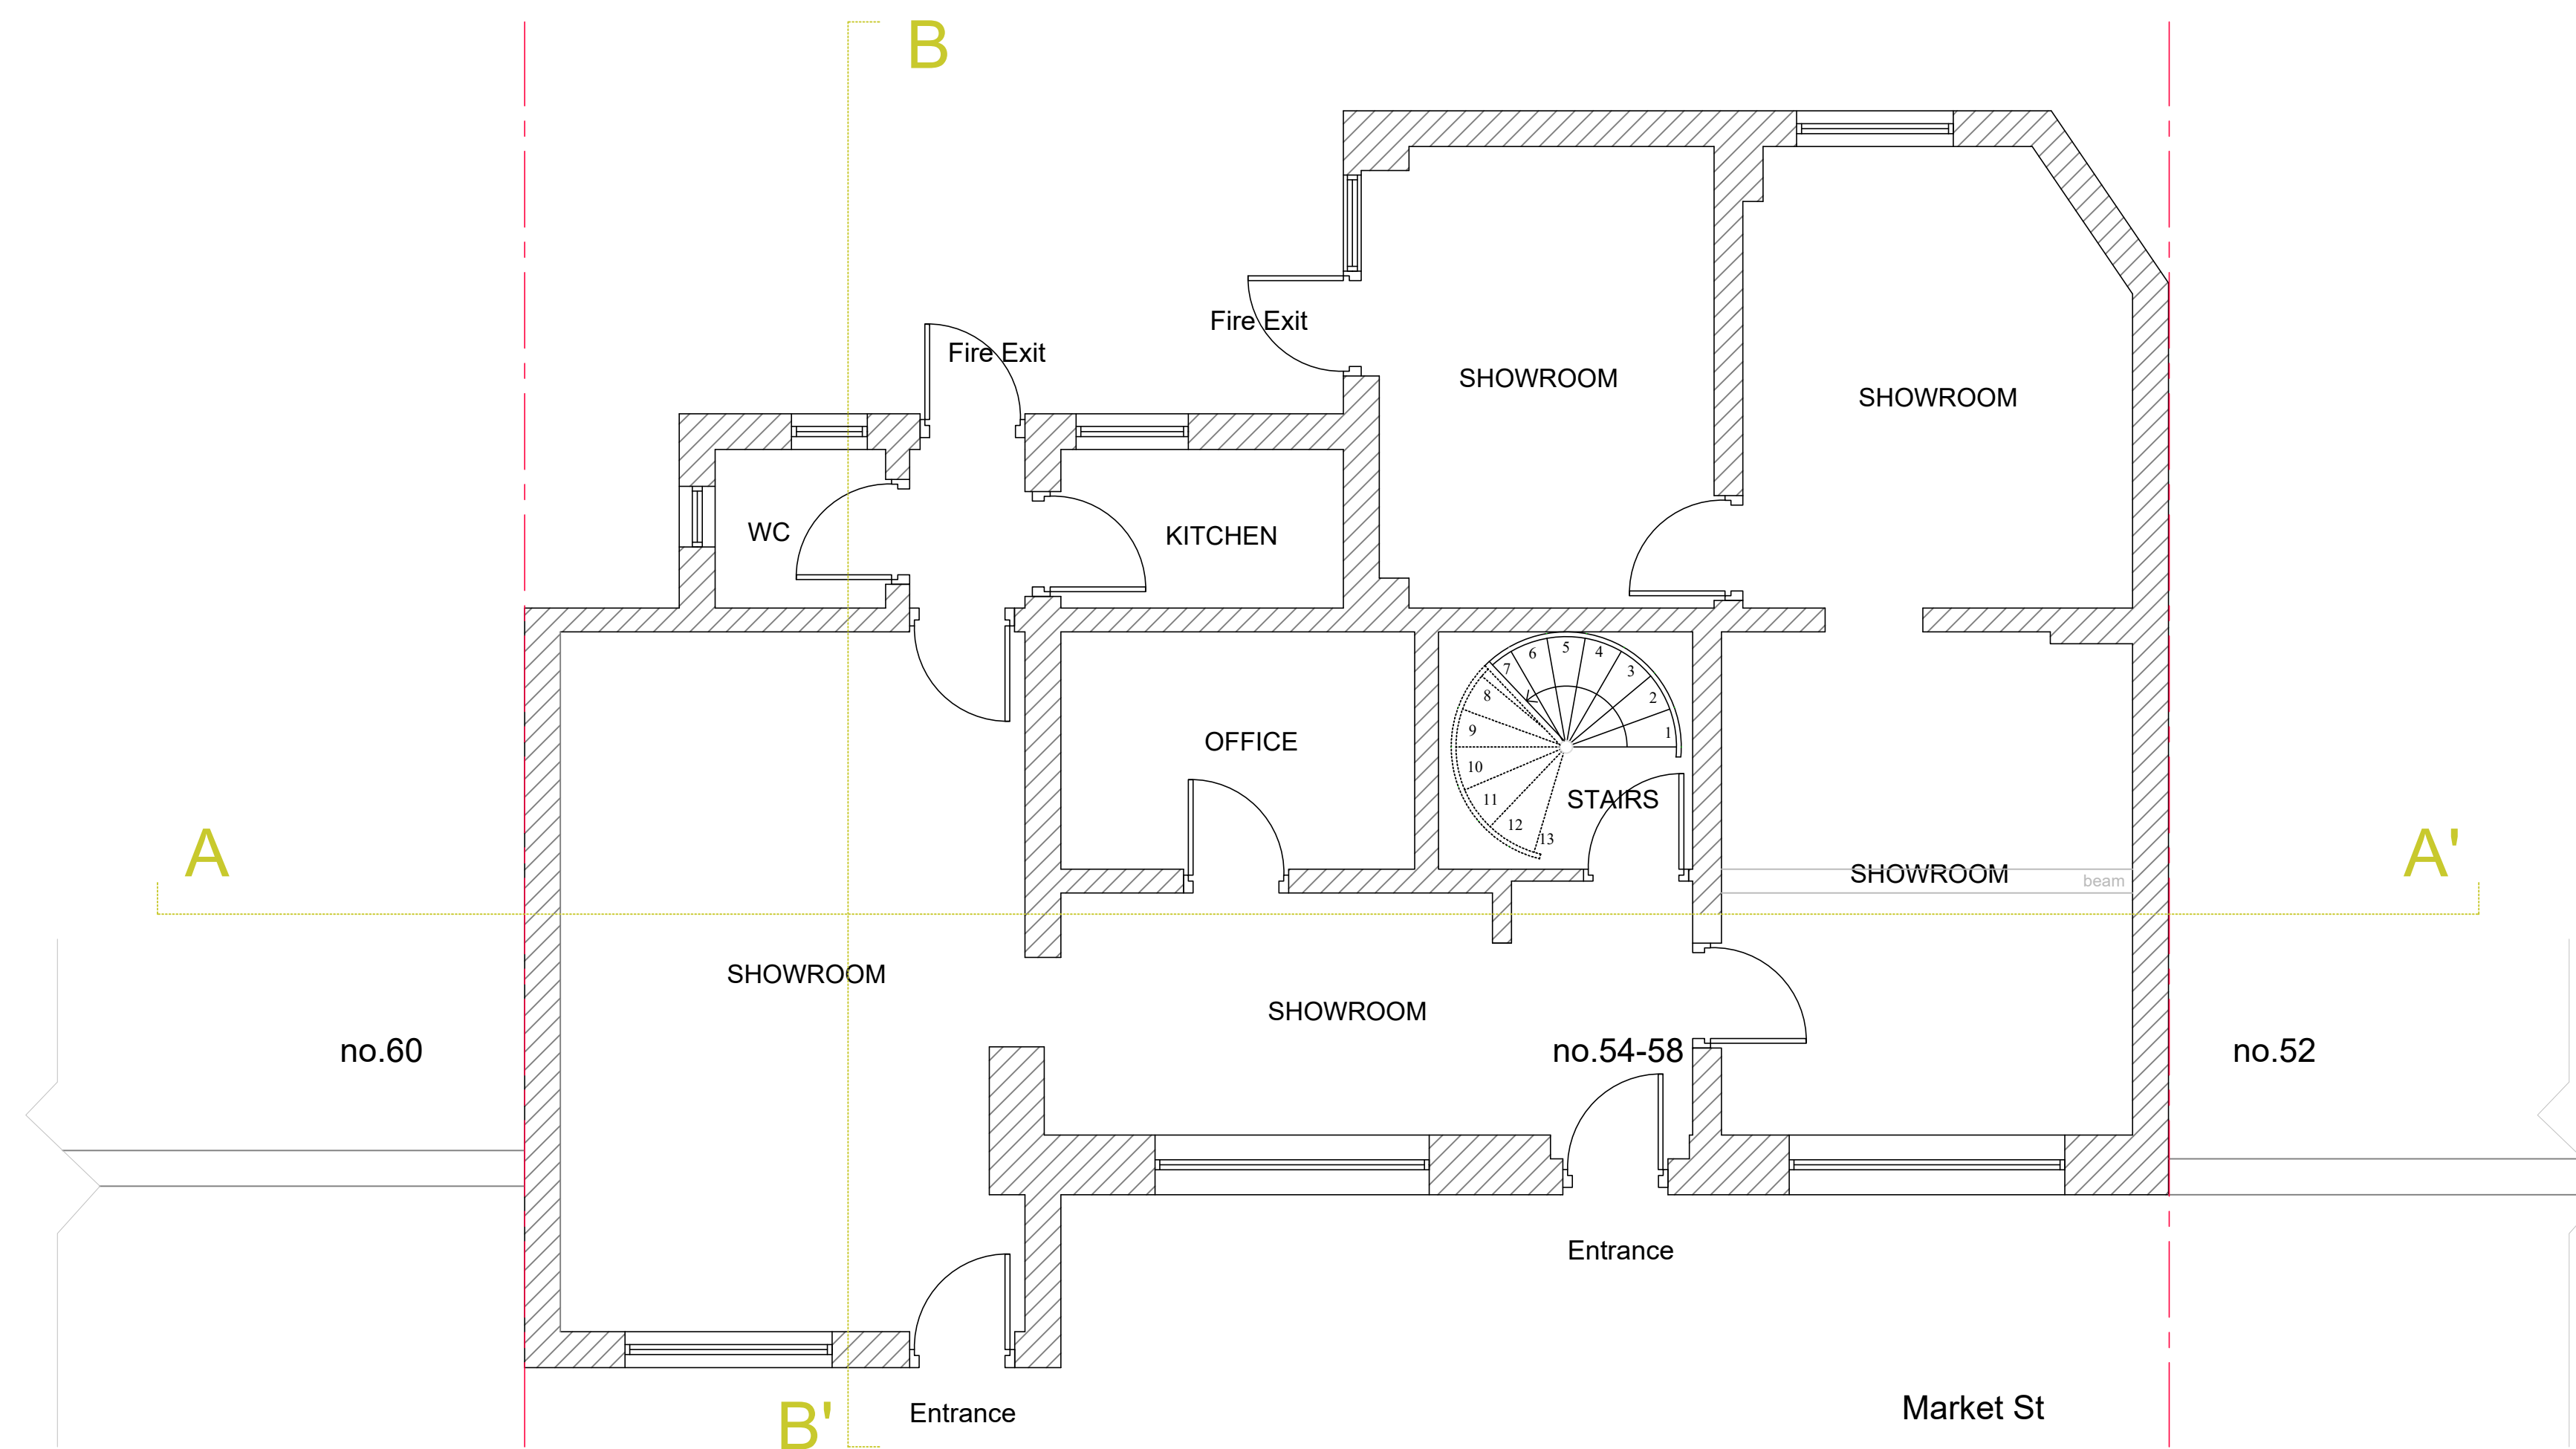 B
Fire Exit
Fire Exit
SHOWROOM
SHOWROOM
WC
KITCHEN
OFFICE
7
6
5
4
3
2
1
8
9
10
11
12
13
STAIRS
A
A'
SHOWROOM
beam
SHOWROOM
SHOWROOM
no.60
no.54-58
no.52
Entrance
B'
Entrance
Market St